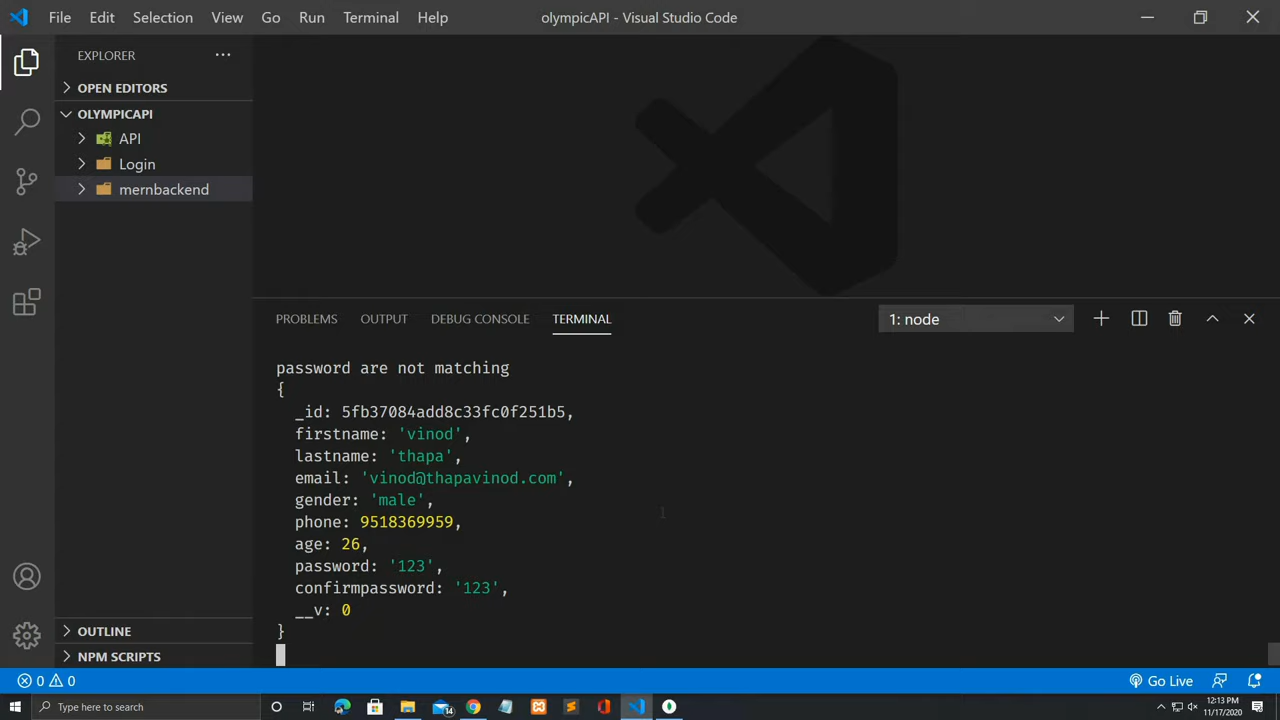 File Edit Selection View Go Run Terminal Help olympicAPI - Visual Studio Code
EXPLORER ...
OPEN EDITORS
OLYMPICAPI
API
Login
mernbackend
OUTLINE
NPM SCRIPTS
PROBLEMS OUTPUT DEBUG CONSOLE TERMINAL 1: node
password are not matching
{
_id: 5fb37084add8c33fc0f251b5,
firstname: 'vinod',
lastname: 'thapa',
email: 'vinod@thapavinod.com',
gender: 'male',
phone: 9518369959,
age: 26,
password: '123',
confirmpassword: '123',
__v: 0
}
0 0 Go Live
Type here to search
14
12:13 PM
11/17/2020